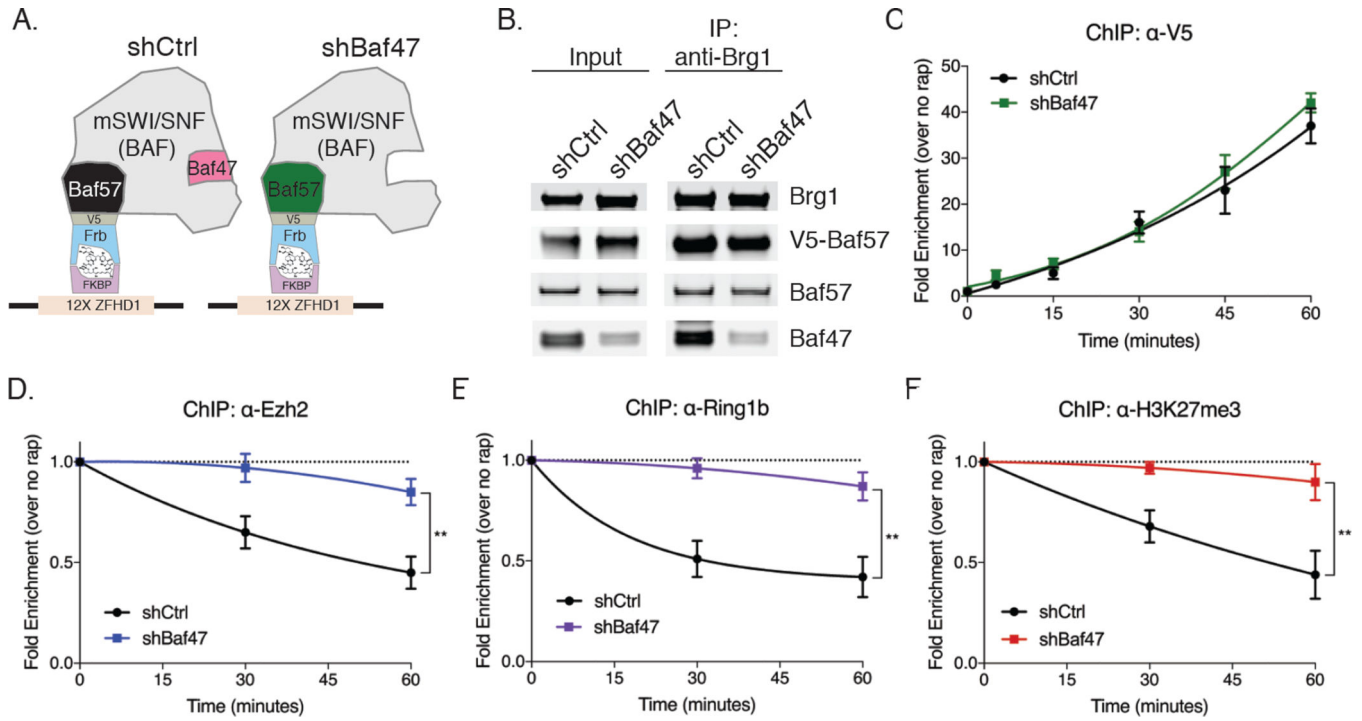 A.
shCtrl
shBaf47
mSWI/SNF
(BAF)
Baf47
Baf57
V5
Frb
FKBP
12X ZFHD1
mSWI/SNF
(BAF)
Baf57
V5
Frb
FKBP
12X ZFHD1
B.
IP:
Input
anti-Brg1
shCtrl
shBaf47
shCtrl
shBaf47
Brg1
V5-Baf57
Baf57
Baf47
C.
ChIP: α-V5
Fold Enrichment (over no rap)
50
40
30
20
10
0
shCtrl
shBaf47
0 15 30 45 60
Time (minutes)
D.
ChIP: α-Ezh2
Fold Enrichment (over no rap)
1.0
0.5
0.0
**
shCtrl
shBaf47
0 15 30 45 60
Time (minutes)
E.
ChIP: α-Ring1b
Fold Enrichment (over no rap)
1.0
0.5
0.0
**
shCtrl
shBaf47
0 15 30 45 60
Time (minutes)
F.
ChIP: α-H3K27me3
Fold Enrichment (over no rap)
1.0
0.5
0.0
**
shCtrl
shBaf47
0 15 30 45 60
Time (minutes)